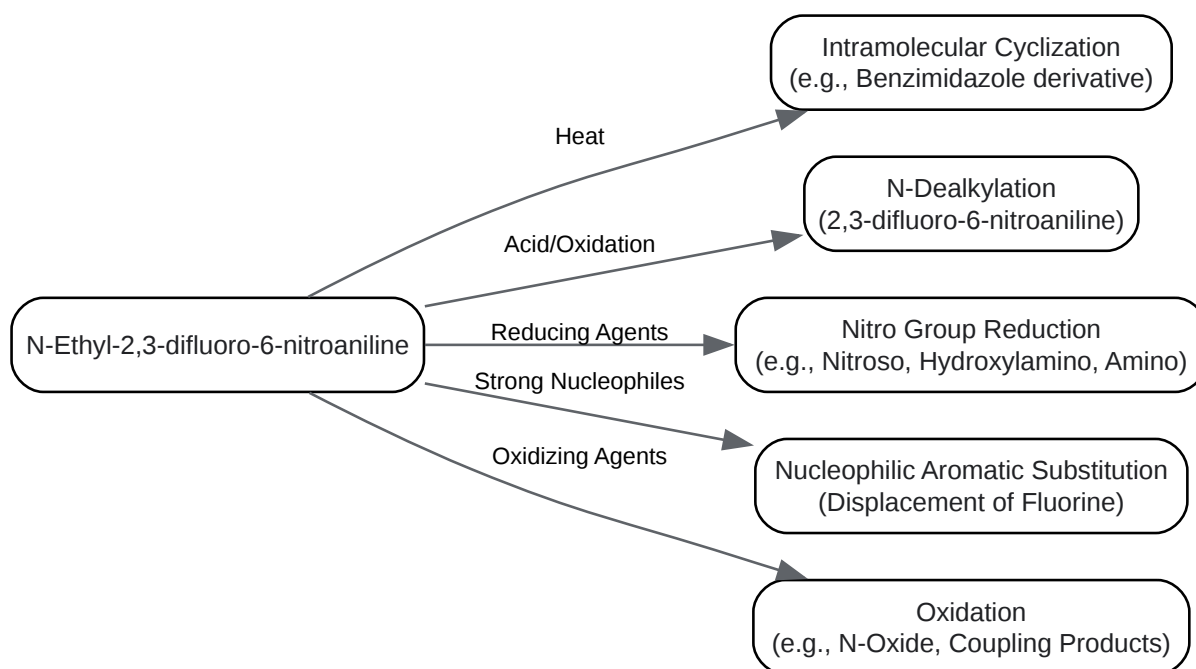 Intramolecular Cyclization
(e.g., Benzimidazole derivative)
Heat
N-Dealkylation
(2,3-difluoro-6-nitroaniline)
Acid/Oxidation
N-Ethyl-2,3-difluoro-6-nitroaniline
Reducing Agents
Nitro Group Reduction
(e.g., Nitroso, Hydroxylamino, Amino)
Strong Nucleophiles
Nucleophilic Aromatic Substitution
(Displacement of Fluorine)
Oxidizing Agents
Oxidation
(e.g., N-Oxide, Coupling Products)